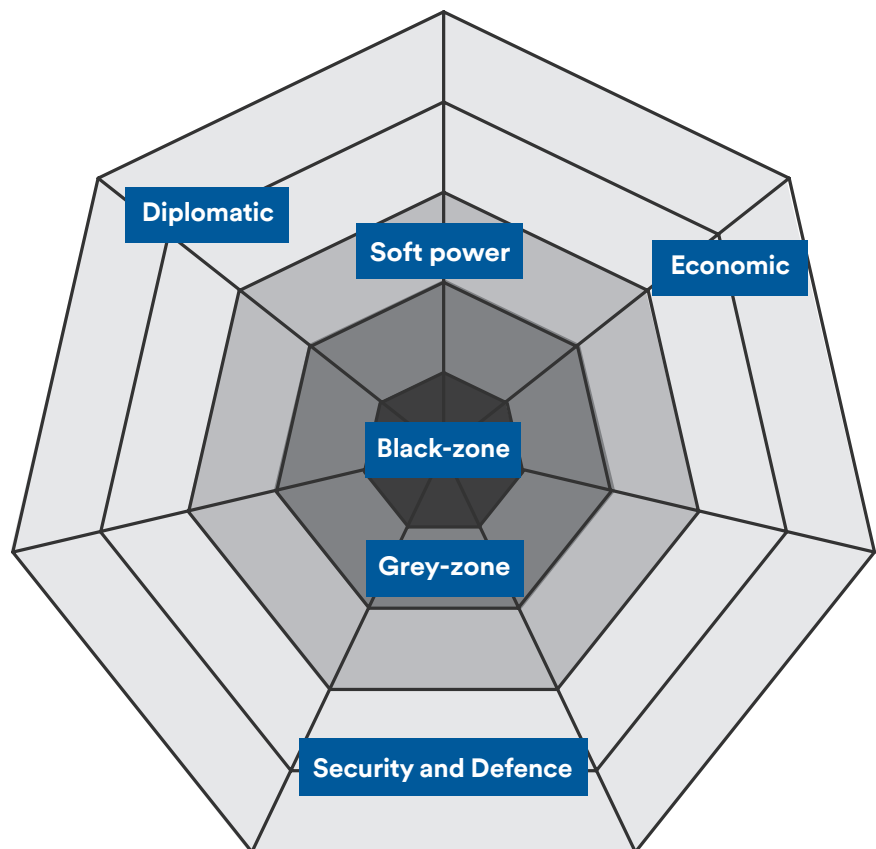 Diplomatic
Soft power
Economic
Black-zone
Grey-zone
Security and Defence